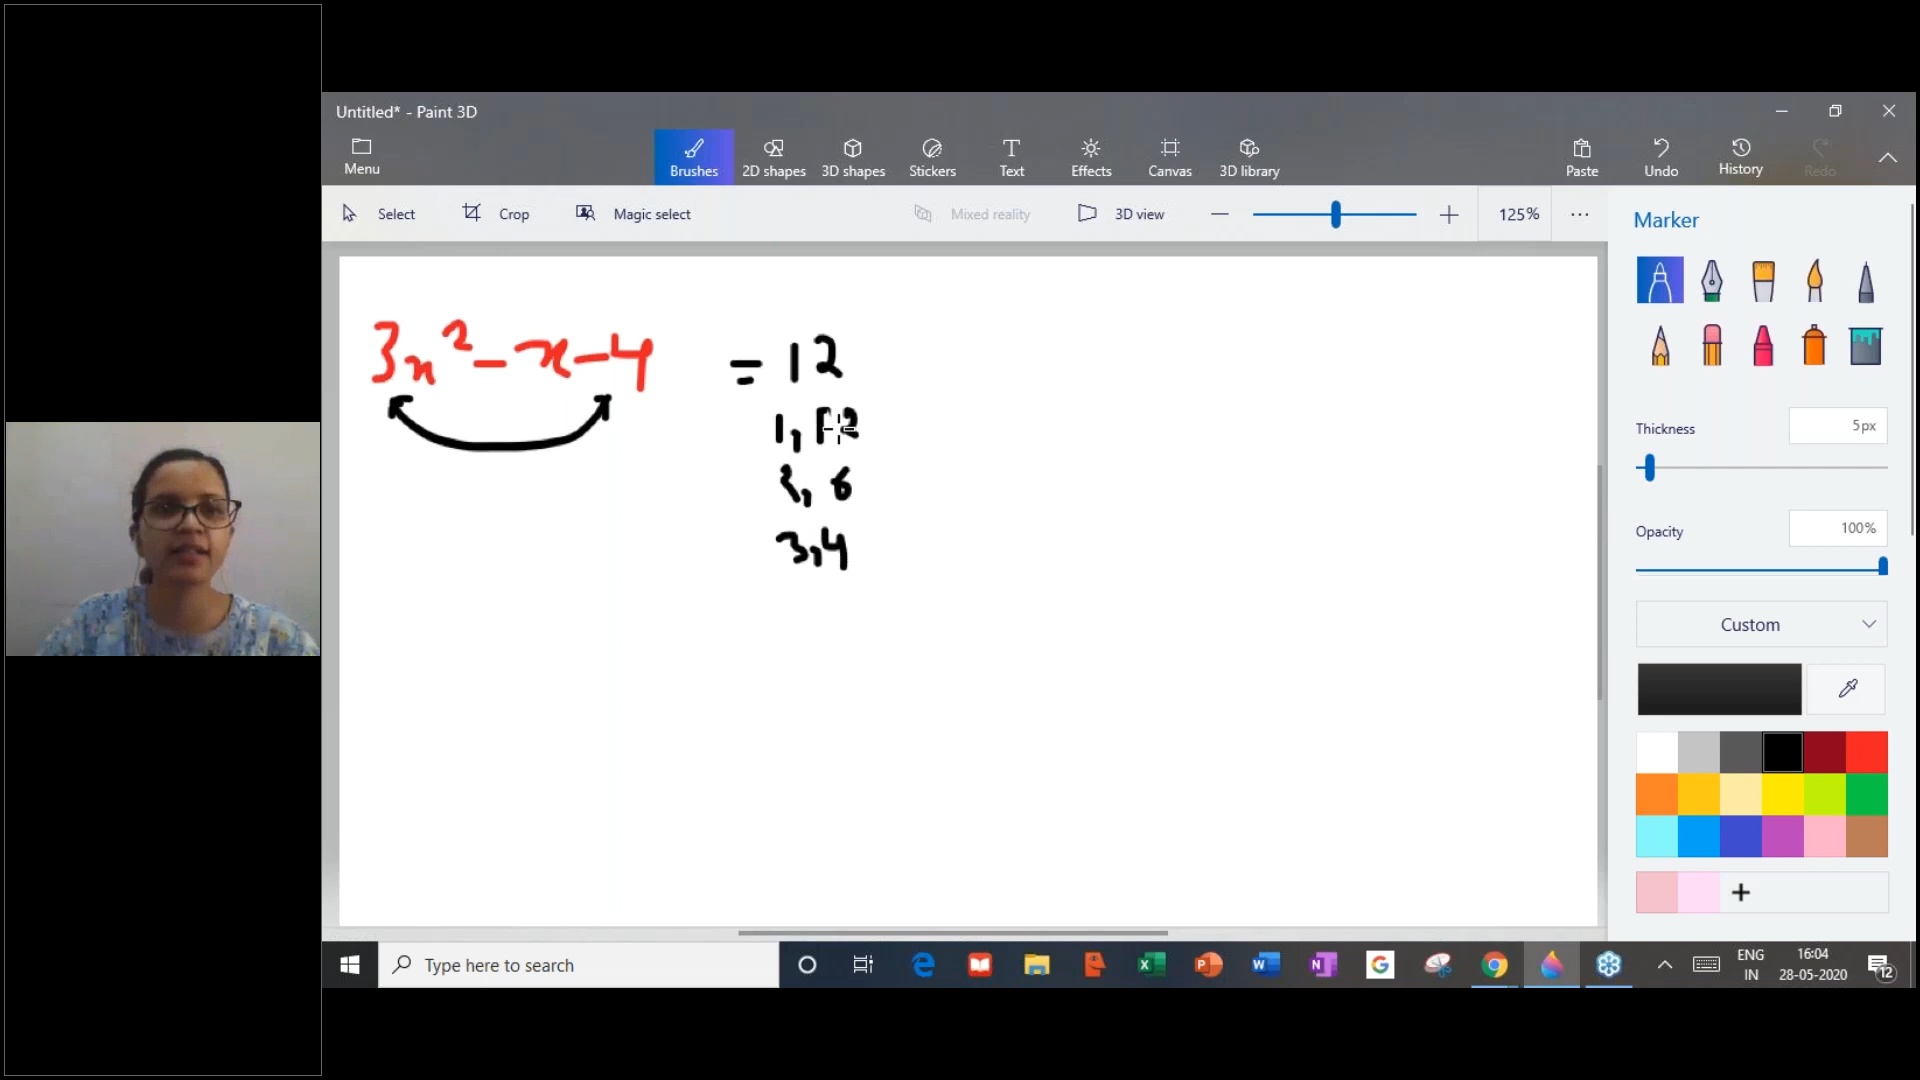 Untitled* - Paint 3D
Menu
Brushes
2D shapes
3D shapes
Stickers
Text
Effects
Canvas
3D library
Paste
Undo
History
Redo
Select
Crop
Magic select
Mixed reality
3D view
125%
Marker
Thickness
5px
Opacity
100%
Custom
3x² - x - 4
= 12
1, 12
2, 6
3, 4
Type here to search
ENG
IN
16:04
28-05-2020
12